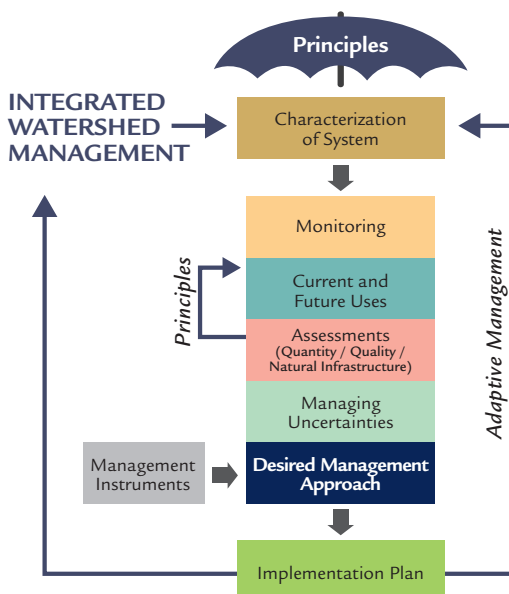 Principles
INTEGRATED
WATERSHED
MANAGEMENT
Characterization
of System
Monitoring
Principles
Current and
Future Uses
Assessments
(Quantity / Quality /
Natural Infrastructure)
Adaptive Management
Managing
Uncertainties
Management
Instruments
Desired Management
Approach
Implementation Plan